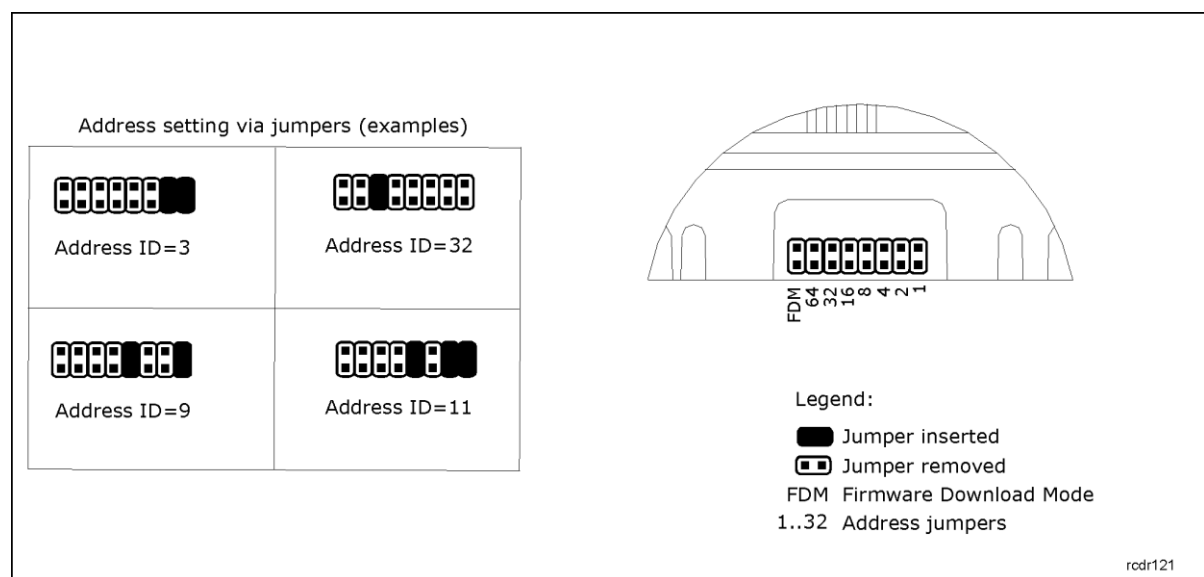 Address setting via jumpers (examples)
Address ID=3
Address ID=32
Address ID=9
Address ID=11
FDM
64
32
16
8
4
2
1
Legend:
Jumper inserted
Jumper removed
FDM Firmware Download Mode
1..32 Address jumpers
rcdr121